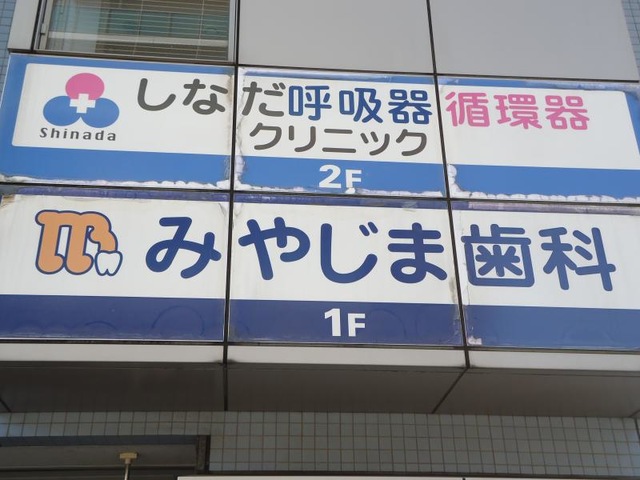 しなだ呼吸器循環器
クリニック
Shinada
2F
みやじま歯科
1F